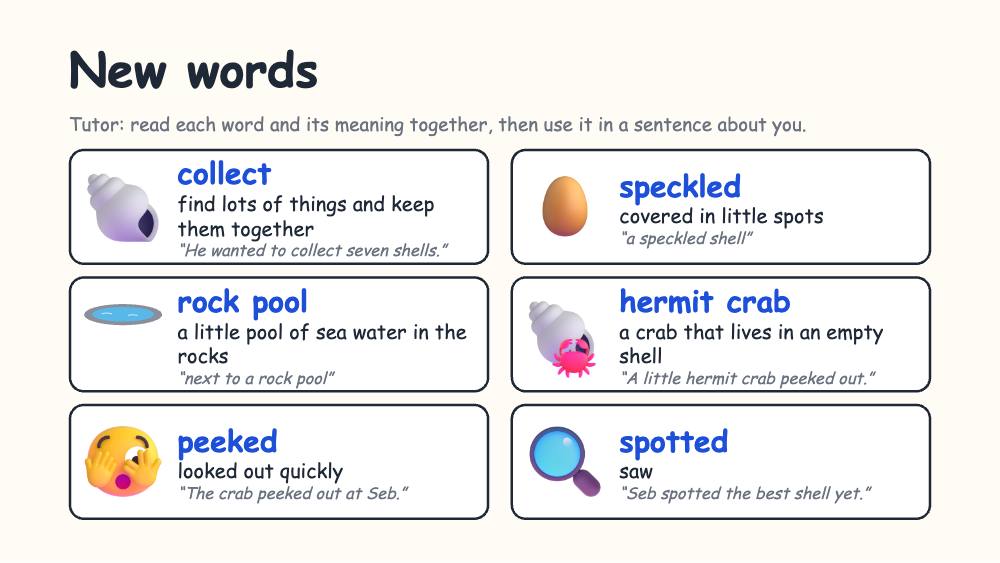 New words
Tutor: read each word and its meaning together, then use it in a sentence about you.
collect
find lots of things and keep
them together
"He wanted to collect seven shells."
speckled
covered in little spots
"a speckled shell"
rock pool
a little pool of sea water in the
rocks
"next to a rock pool"
hermit crab
a crab that lives in an empty
shell
"A little hermit crab peeked out."
peeked
looked out quickly
"The crab peeked out at Seb."
spotted
saw
"Seb spotted the best shell yet."